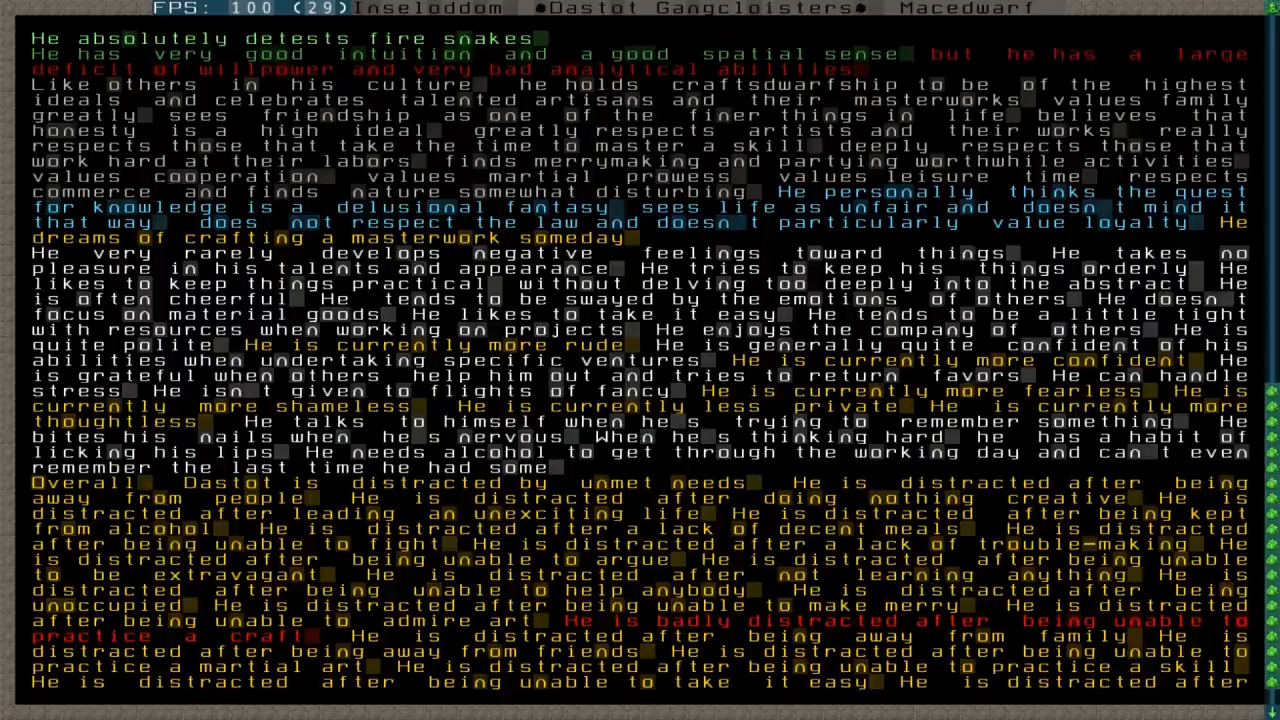 FPS: 100 (29) Inseloddom •Dastot Gangcloisters• Macedwarf
He absolutely detests fire snakes
He has very good intuition and a good spatial sense but he has a large
deficit of willpower and very bad analytical abilities
Like others in his culture he holds craftsdwarfship to be of the highest
ideals and celebrates talented artisans and their masterworks values family
greatly sees friendship as one of the finer things in life believes that
honesty is a high ideal greatly respects artists and their works really
respects those that take the time to master a skill deeply respects those that
work hard at their labors finds merrymaking and partying worthwhile activities
values cooperation values martial prowess values leisure time respects
commerce and finds nature somewhat disturbing He personally thinks the quest
for knowledge is a delusional fantasy sees life as unfair and doesn t mind it
that way does not respect the law and doesn t particularly value loyalty He
dreams of crafting a masterwork someday
He very rarely develops negative feelings toward things He takes no
pleasure in his talents and appearance He tries to keep his things orderly He
likes to keep things practical without delving too deeply into the abstract He
is often cheerful He tends to be swayed by the emotions of others He doesn t
focus on material goods He likes to take it easy He tends to be a little tight
with resources when working on projects He enjoys the company of others He is
quite polite He is currently more rude He is generally quite confident of his
abilities when undertaking specific ventures He is currently more confident He
is grateful when others help him out and tries to return favors He can handle
stress He isn t given to flights of fancy He is currently more fearless He is
currently more shameless He is currently less private He is currently more
thoughtless He talks to himself when he s trying to remember something He
bites his nails when he s nervous When he s thinking hard he has a habit of
licking his lips He needs alcohol to get through the working day and can t even
remember the last time he had some
Overall Dastot is distracted by unmet needs He is distracted after being
away from people He is distracted after doing nothing creative He is
distracted after leading an unexciting life He is distracted after being kept
from alcohol He is distracted after a lack of decent meals He is distracted
after being unable to fight He is distracted after a lack of trouble-making He
is distracted after being unable to argue He is distracted after being unable
to be extravagant He is distracted after not learning anything He is
distracted after being unable to help anybody He is distracted after being
unoccupied He is distracted after being unable to make merry He is distracted
after being unable to admire art He is badly distracted after being unable to
practice a craft He is distracted after being away from family He is
distracted after being away from friends He is distracted after being unable to
practice a martial art He is distracted after being unable to practice a skill
He is distracted after being unable to take it easy He is distracted after